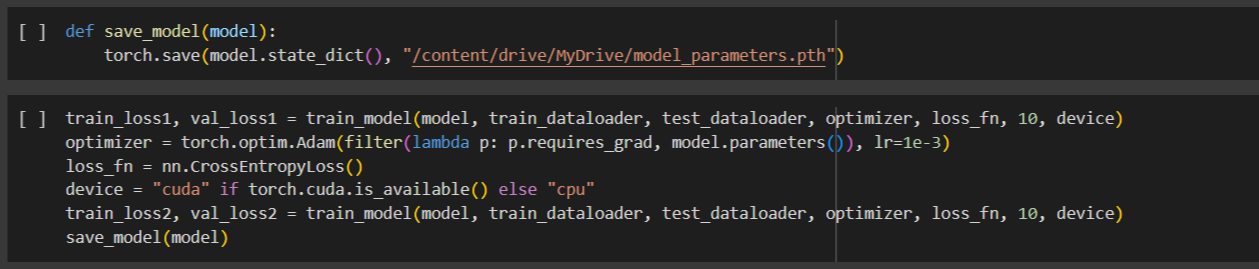 [ ] def save_model(model):
torch.save(model.state_dict(), "/content/drive/MyDrive/model_parameters.pth")
[ ] train_loss1, val_loss1 = train_model(model, train_dataloader, test_dataloader, optimizer, loss_fn, 10, device)
optimizer = torch.optim.Adam(filter(lambda p: p.requires_grad, model.parameters()), lr=1e-3)
loss_fn = nn.CrossEntropyLoss()
device = "cuda" if torch.cuda.is_available() else "cpu"
train_loss2, val_loss2 = train_model(model, train_dataloader, test_dataloader, optimizer, loss_fn, 10, device)
save_model(model)